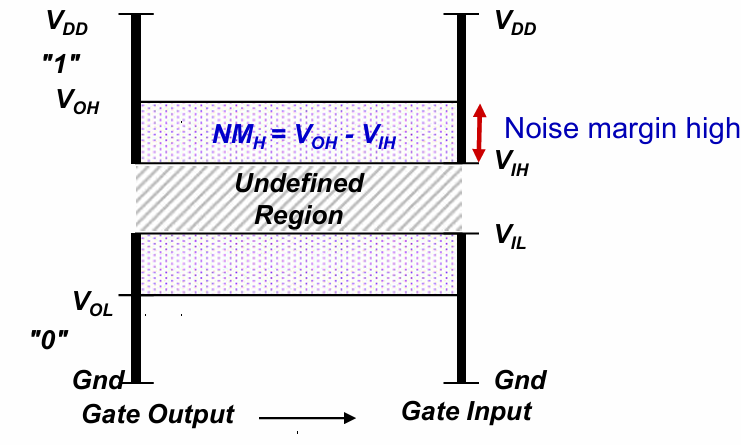 V_DD
V_DD
"1"
V_OH
NM_H = V_OH - V_IH
Noise margin high
V_IH
Undefined
Region
V_IL
V_OL
"0"
Gnd
Gnd
Gate Output
Gate Input